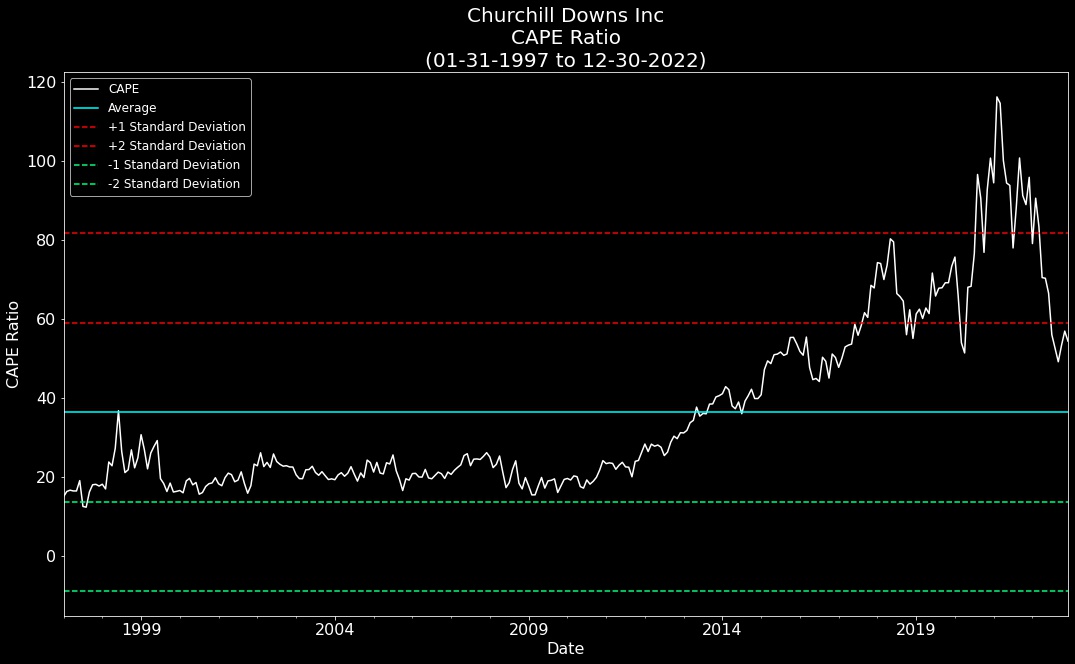 Churchill Downs Inc
CAPE Ratio
(01-31-1997 to 12-30-2022)
CAPE
Average
+1 Standard Deviation
+2 Standard Deviation
-1 Standard Deviation
-2 Standard Deviation
120
100
80
60
40
20
0
CAPE Ratio
1999
2004
2009
2014
2019
Date